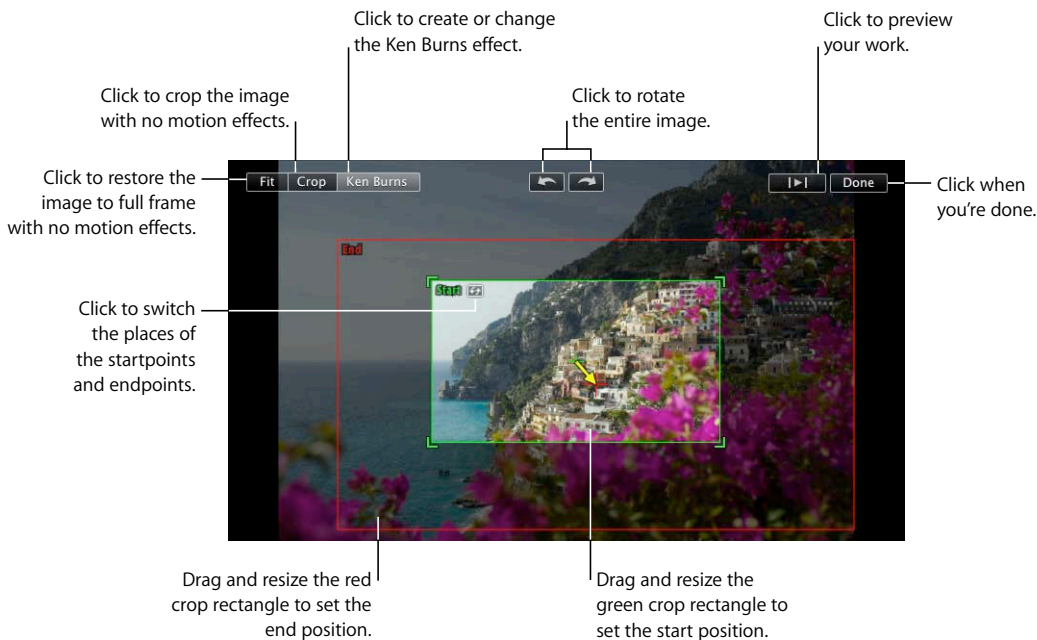 Click to create or change
the Ken Burns effect.
Click to preview
your work.
Click to crop the image
with no motion effects.
Click to rotate
the entire image.
Click to restore the
image to full frame
with no motion effects.
Fit
Crop
Ken Burns
Done
Click when
you're done.
End
Start
Click to switch
the places of
the startpoints
and endpoints.
Drag and resize the red
crop rectangle to set the
end position.
Drag and resize the
green crop rectangle to
set the start position.